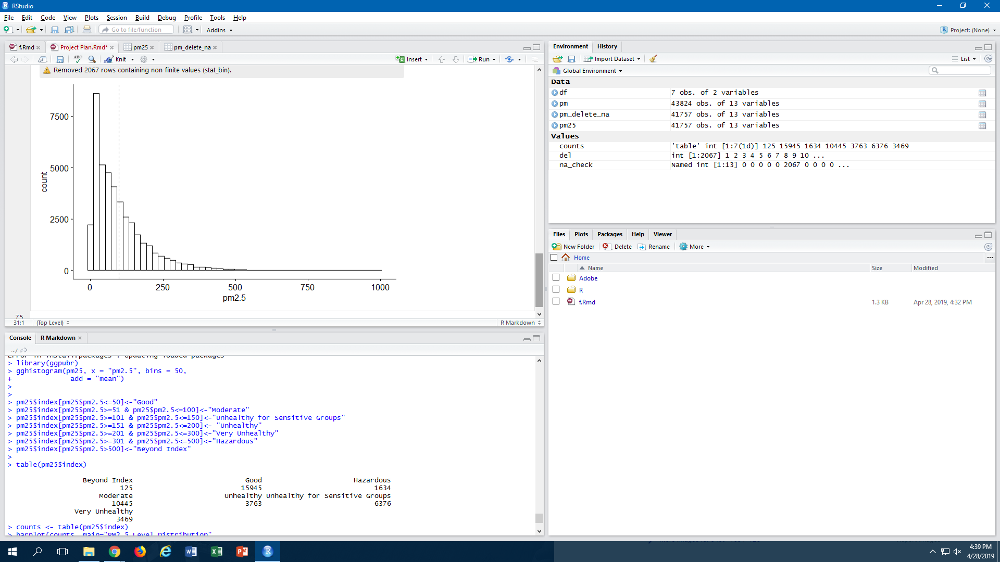 RStudio
File Edit Code View Plots Session Build Debug Profile Tools Help
Go to file/function Addins Project: (None)
f.Rmd Project Plan.Rmd* pm25 pm_delete_na
ABC Knit Insert Run
Removed 2067 rows containing non-finite values (stat_bin).
7500
5000
2500
0
count
0 250 500 750 1000
pm2.5
75
31:1 (Top Level) R Markdown
Console R Markdown
~/
Error in install.packages : Updating loaded packages
> library(ggpubr)
> gghistogram(pm25, x = "pm2.5", bins = 50,
+ add = "mean")
>
>
> pm25$index[pm25$pm2.5<=50]<-"Good"
> pm25$index[pm25$pm2.5>=51 & pm25$pm2.5<=100]<-"Moderate"
> pm25$index[pm25$pm2.5>=101 & pm25$pm2.5<=150]<-"Unhealthy for Sensitive Groups"
> pm25$index[pm25$pm2.5>=151 & pm25$pm2.5<=200]<- "Unhealthy"
> pm25$index[pm25$pm2.5>=201 & pm25$pm2.5<=300]<-"Very Unhealthy"
> pm25$index[pm25$pm2.5>=301 & pm25$pm2.5<=500]<-"Hazardous"
> pm25$index[pm25$pm2.5>500]<-"Beyond Index"
>
> table(pm25$index)
Beyond Index Good Hazardous
125 15945 1634
Moderate Unhealthy Unhealthy for Sensitive Groups
10445 3763 6376
Very Unhealthy
3469
> counts <- table(pm25$index)
> barplot(counts, main="PM2.5 Level Distribution",
Environment History
Import Dataset List
Global Environment
Data
df 7 obs. of 2 variables
pm 43824 obs. of 13 variables
pm_delete_na 41757 obs. of 13 variables
pm25 41757 obs. of 13 variables
Values
counts 'table' int [1:7(1d)] 125 15945 1634 10445 3763 6376 3469
del int [1:2067] 1 2 3 4 5 6 7 8 9 10 ...
na_check Named int [1:13] 0 0 0 0 0 2067 0 0 0 0 ...
Files Plots Packages Help Viewer
New Folder Delete Rename More
Home ...
Name Size Modified
Adobe
R
f.Rmd 1.3 KB Apr 28, 2019, 4:32 PM
4:39 PM
4/28/2019